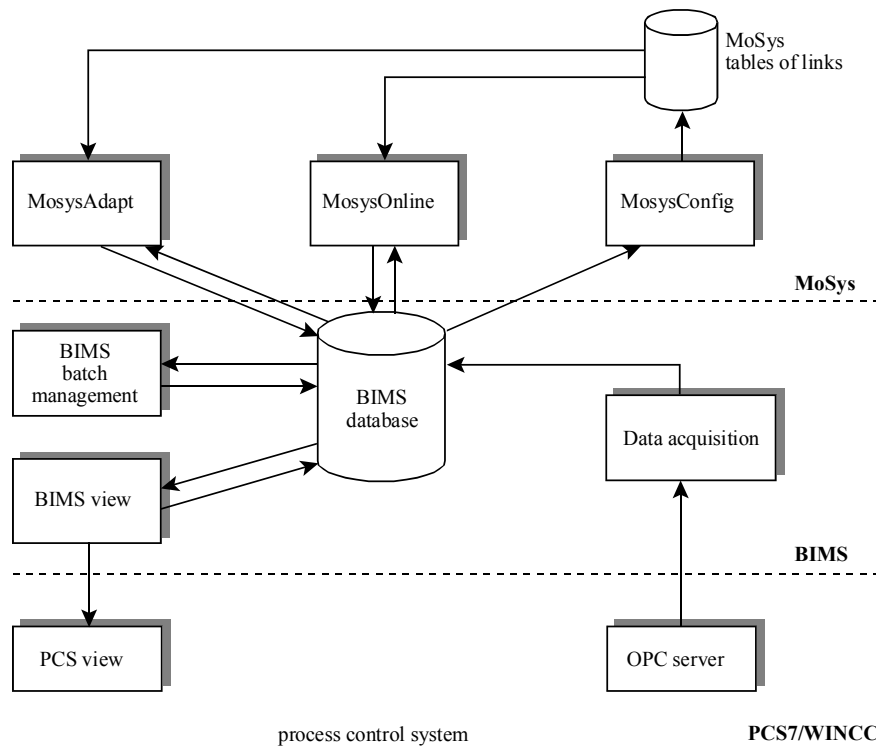 MoSys
tables of links
MosysAdapt
MosysOnline
MosysConfig
MoSys
BIMS
batch
management
BIMS
database
Data acquisition
BIMS view
BIMS
PCS view
OPC server
process control system
PCS7/WINCC